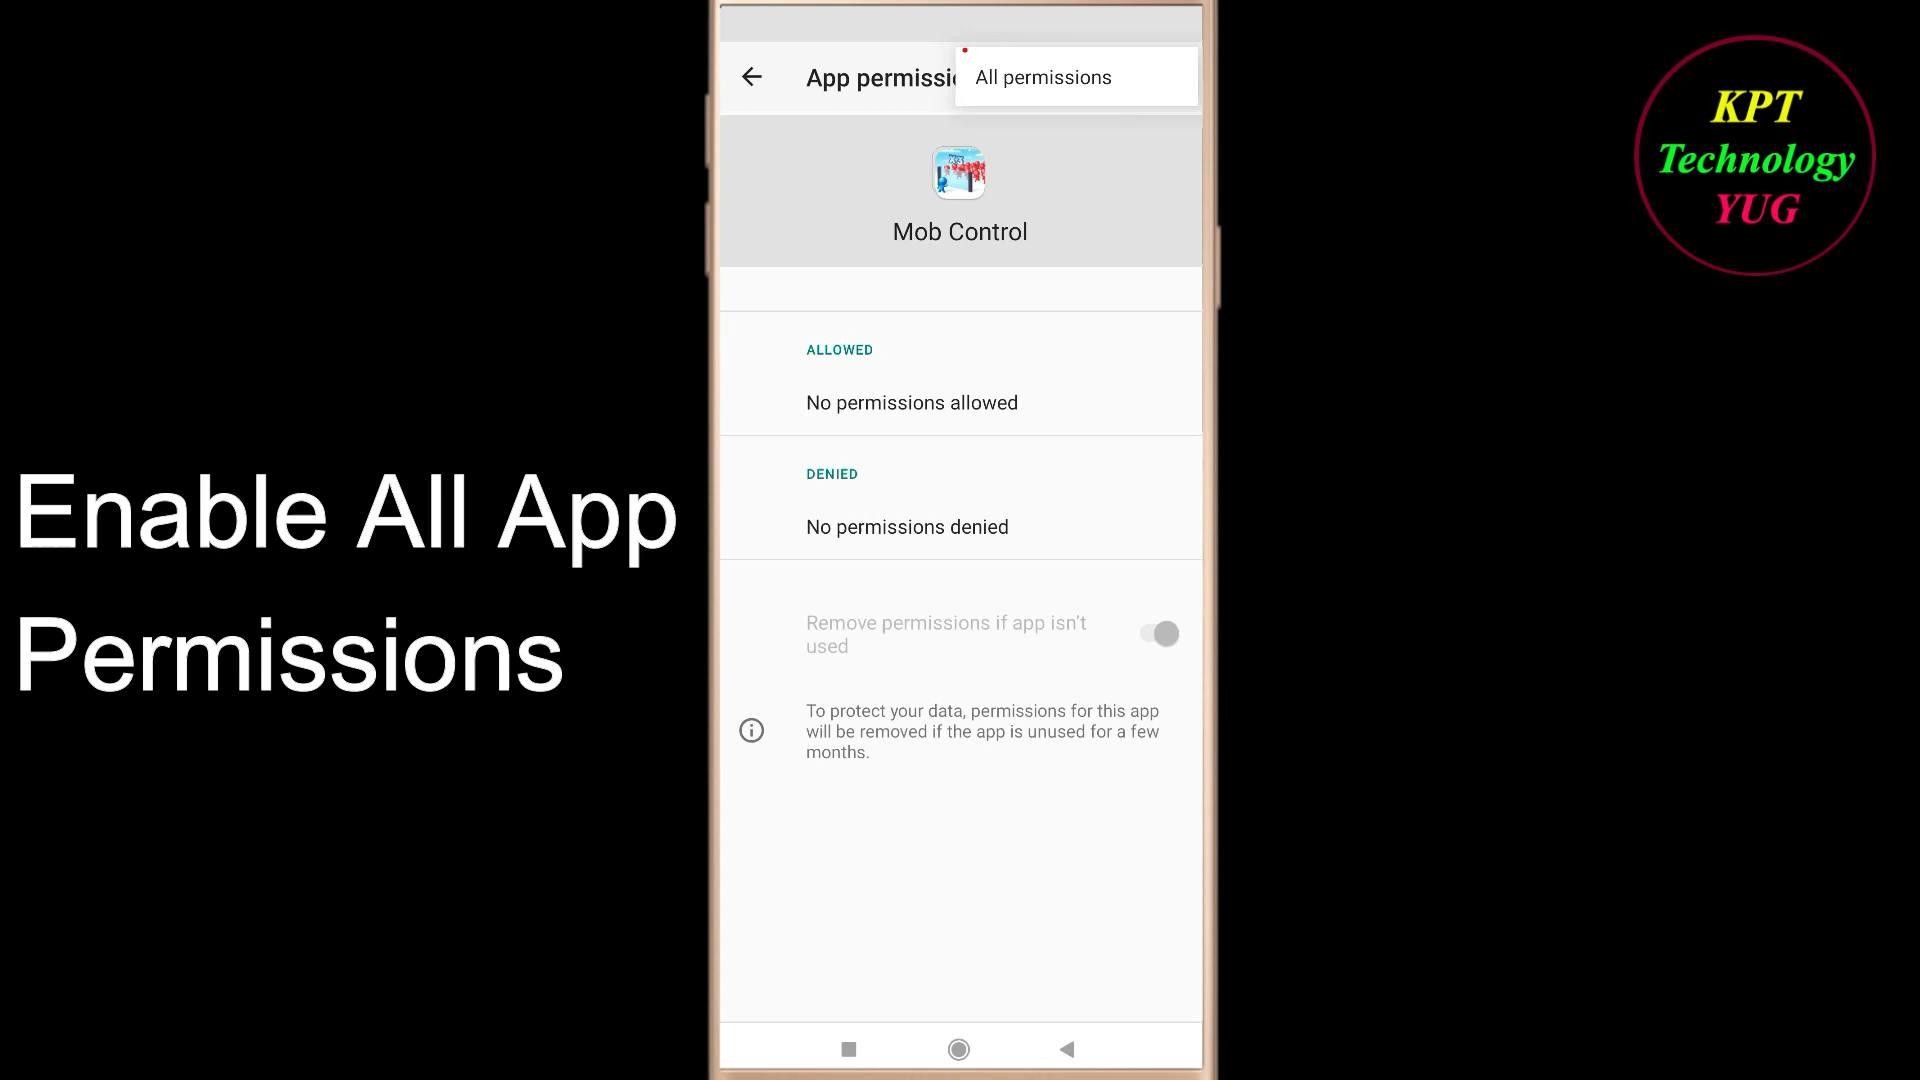 All permissions
App permissi
Mob Control
ALLOWED
No permissions allowed
DENIED
No permissions denied
Remove permissions if app isn't
used
To protect your data, permissions for this app
will be removed if the app is unused for a few
months.
Enable All App
Permissions
KPT
Technology
YUG